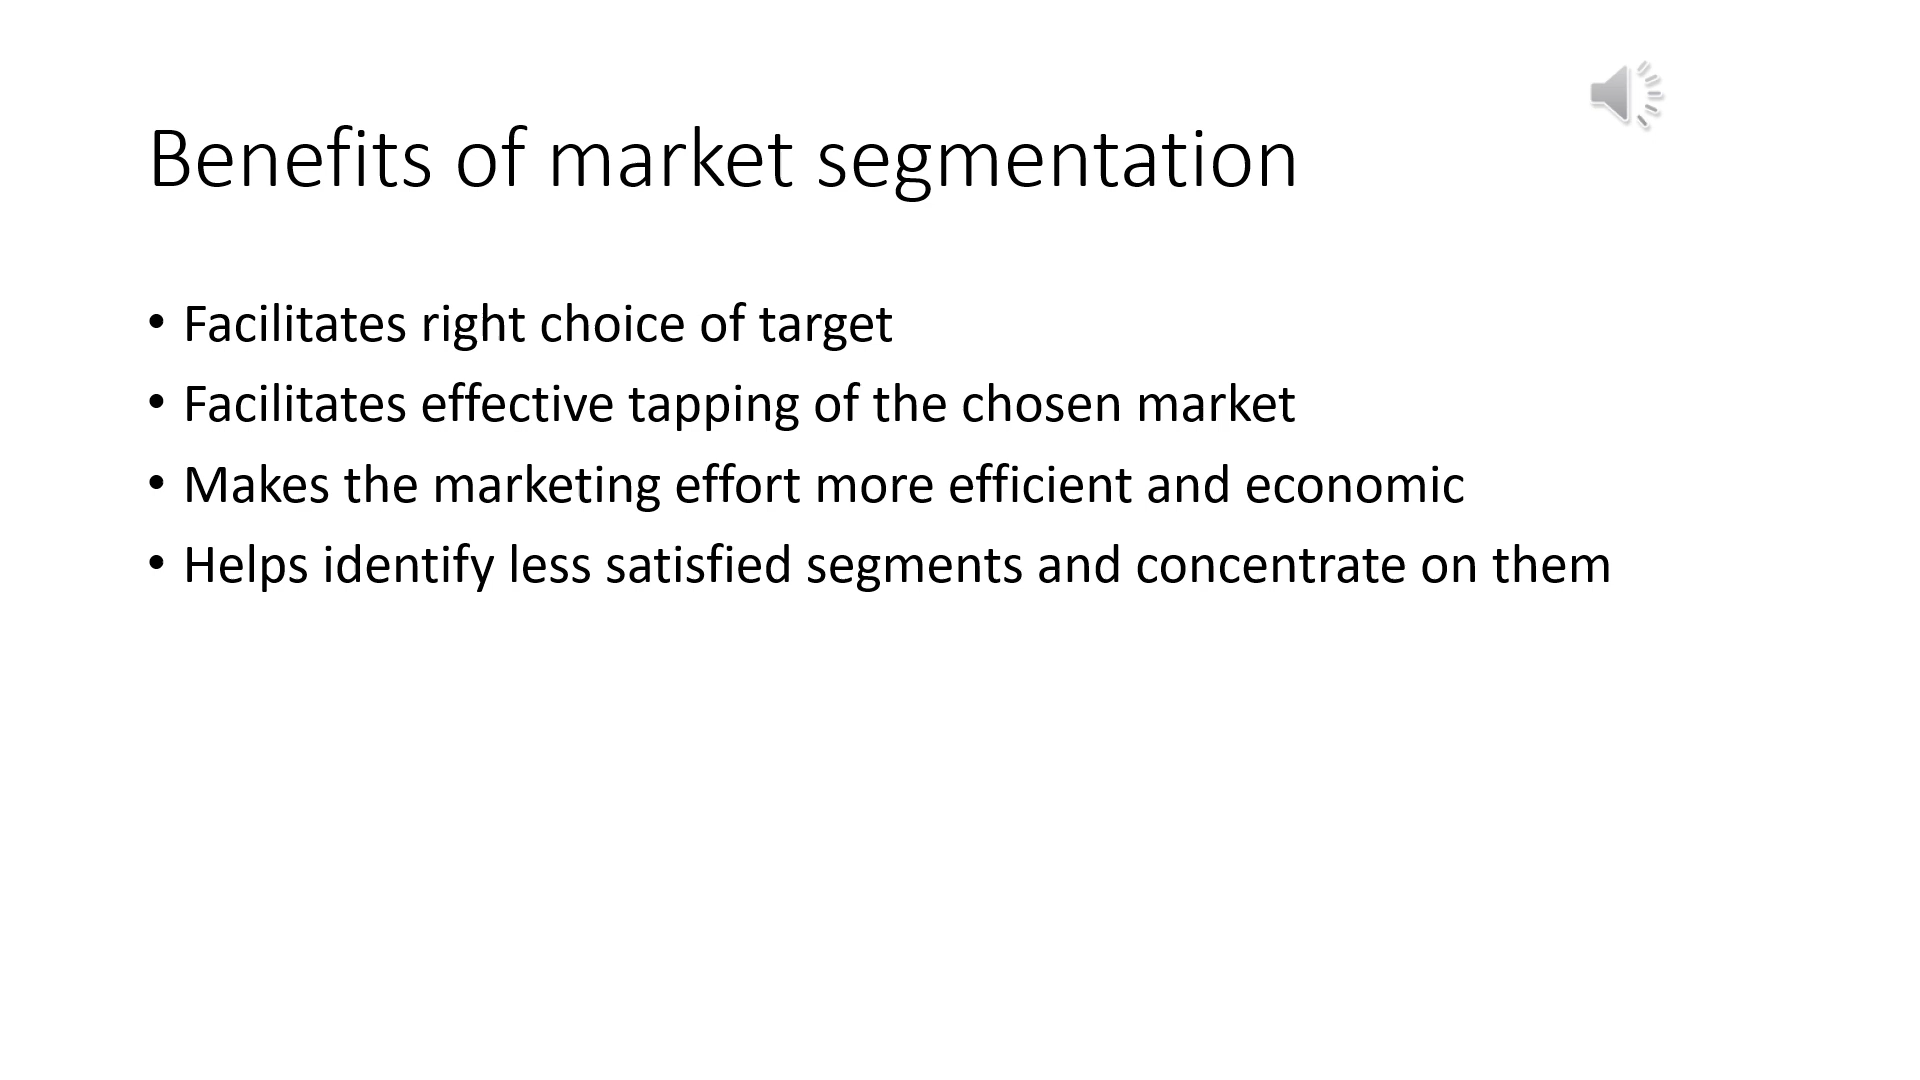 Benefits of market segmentation
• Facilitates right choice of target
• Facilitates effective tapping of the chosen market
• Makes the marketing effort more efficient and economic
• Helps identify less satisfied segments and concentrate on them